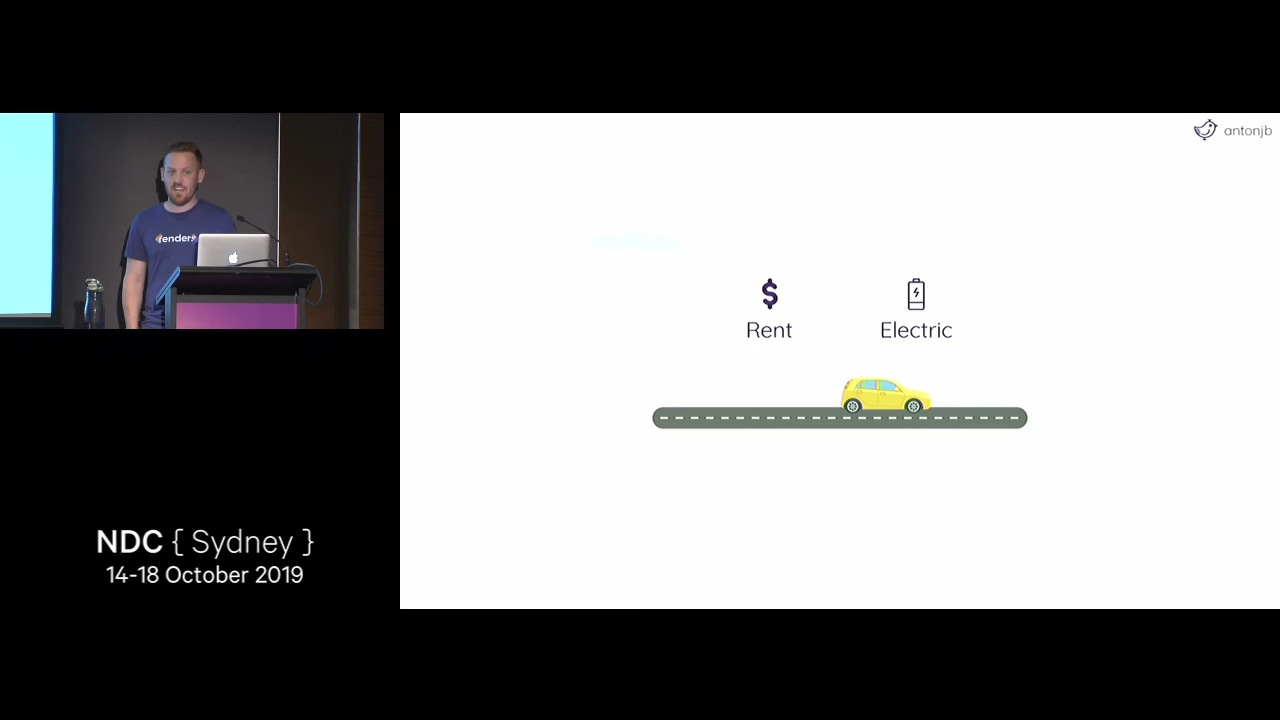 antonjb
Rent
Electric
NDC { Sydney }
14-18 October 2019